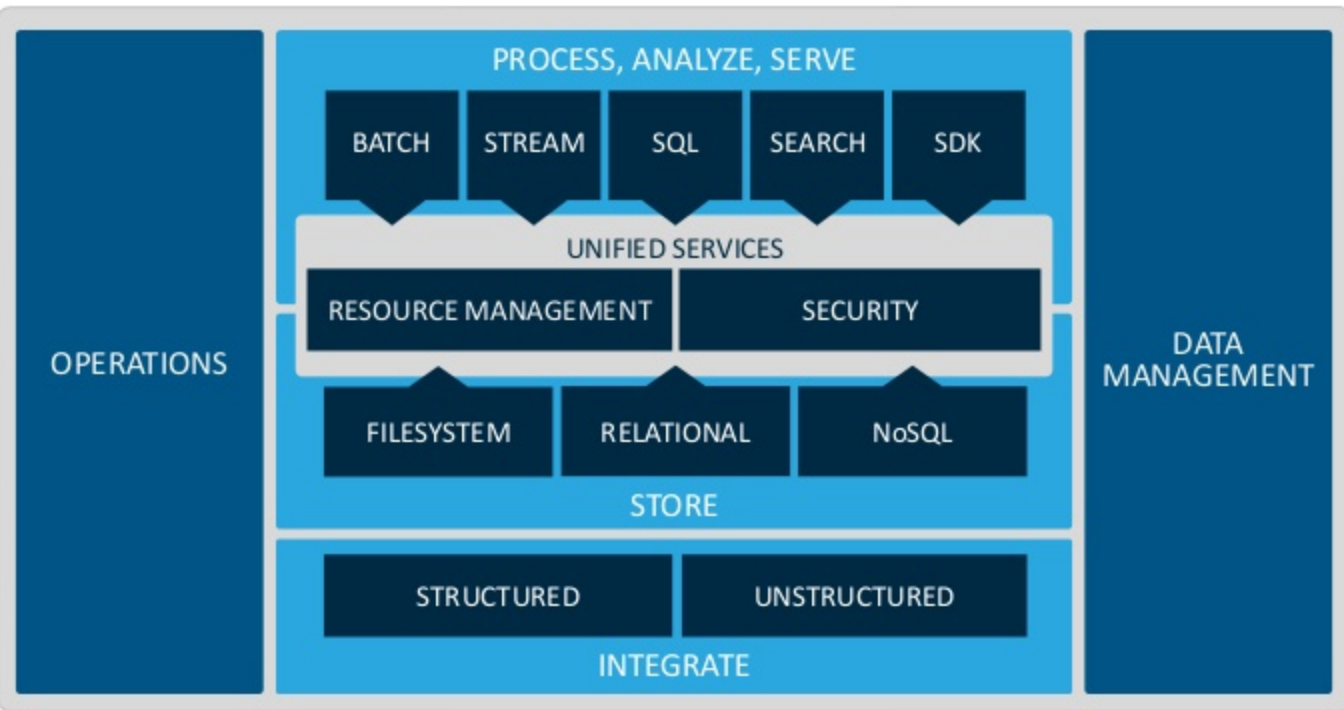 PROCESS, ANALYZE, SERVE
BATCH
STREAM
SQL
SEARCH
SDK
UNIFIED SERVICES
RESOURCE MANAGEMENT
SECURITY
OPERATIONS
DATA
MANAGEMENT
FILESYSTEM
RELATIONAL
NoSQL
STORE
STRUCTURED
UNSTRUCTURED
INTEGRATE